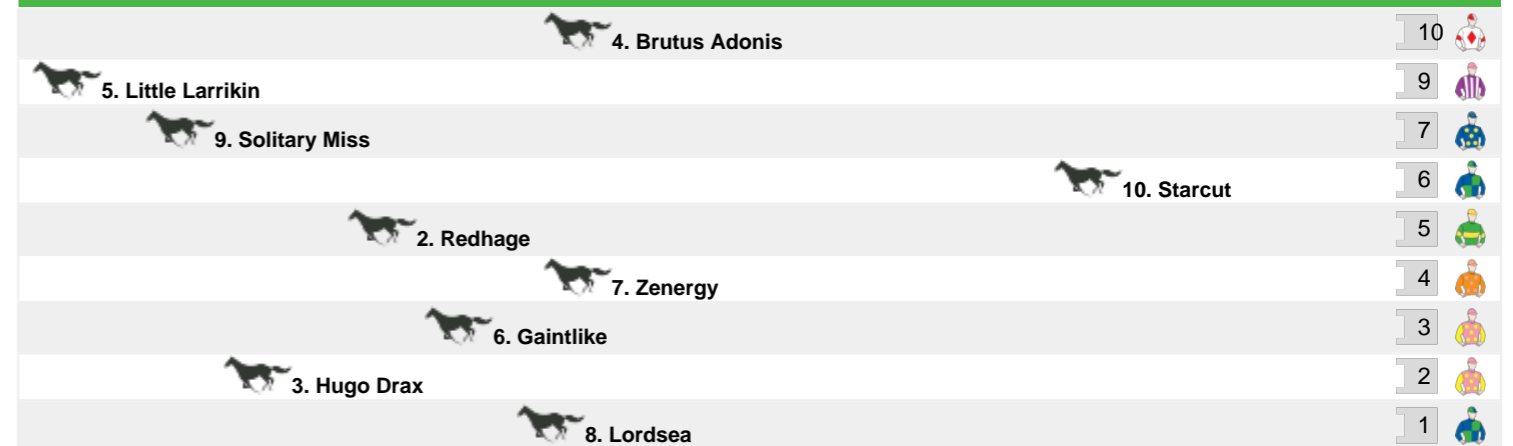 4. Brutus Adonis 10
5. Little Larrikin 9
9. Solitary Miss 7
10. Starcut 6
2. Redhage 5
7. Zenergy 4
6. Gaintlike 3
3. Hugo Drax 2
8. Lordsea 1